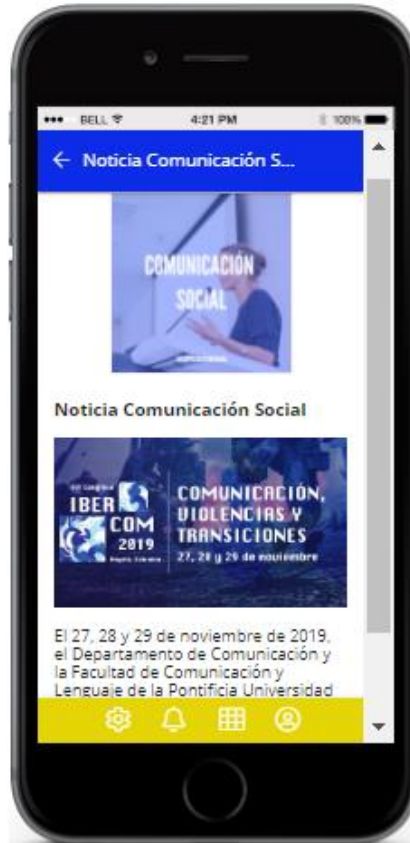 BELL
4:21 PM
100%
Noticia Comunicación S...
COMUNICACIÓN
SOCIAL
Noticia Comunicación Social
IBER
COM
2019
COMUNICACIÓN,
VIOLENCIAS Y
TRANSICIONES
27, 28 y 29 de noviembre
El 27, 28 y 29 de noviembre de 2019,
el Departamento de Comunicación y
la Facultad de Comunicación y
Lenguaje de la Pontificia Universidad